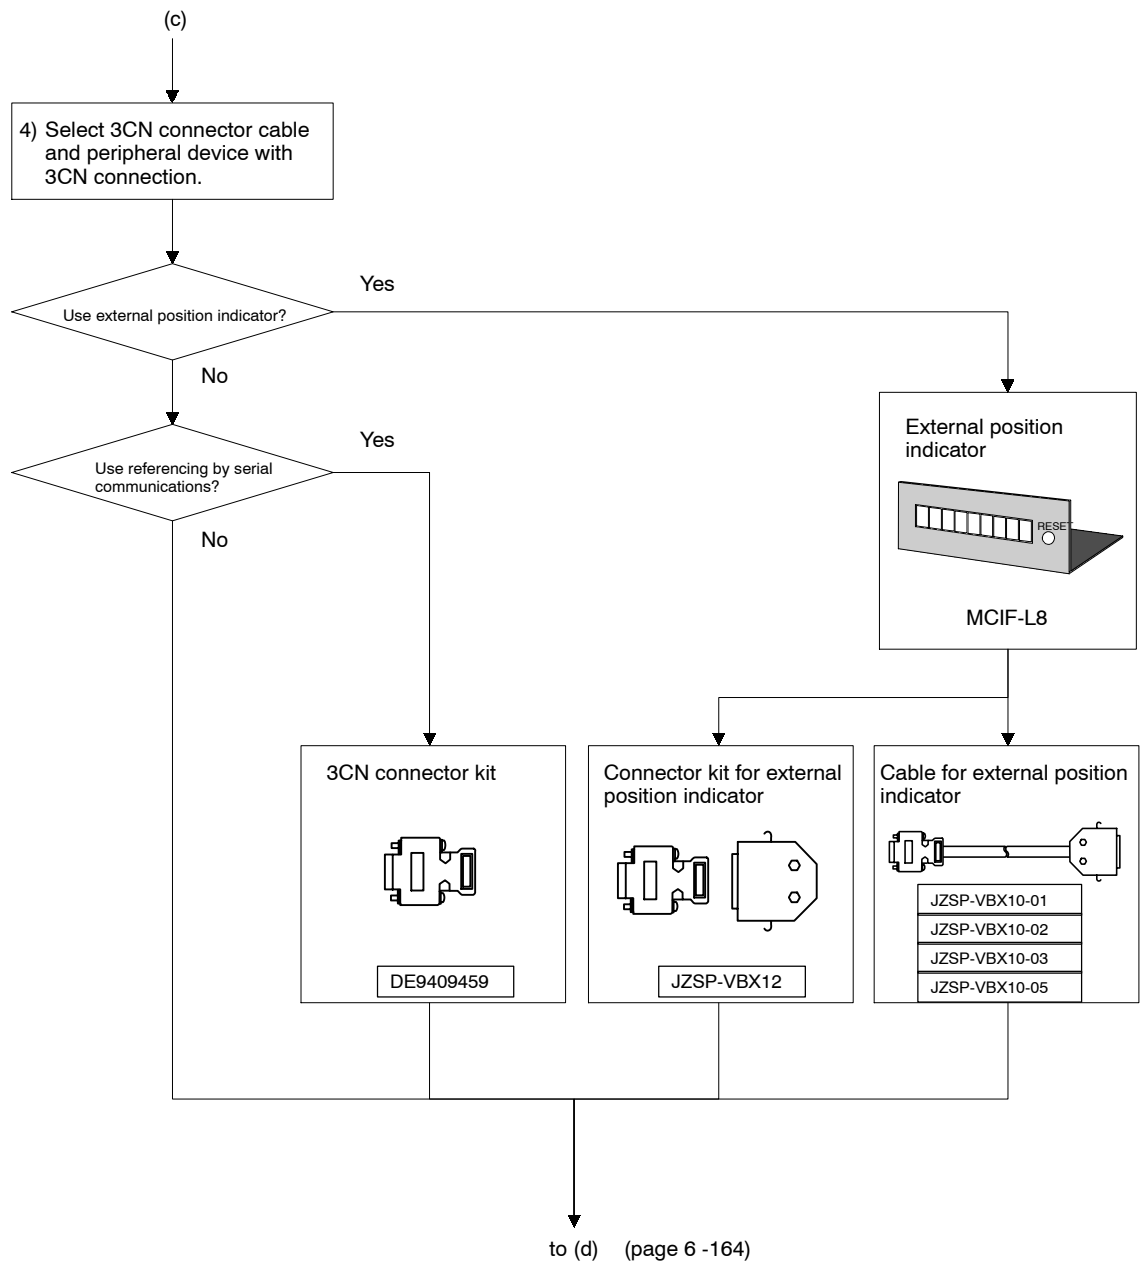 (c)
4) Select 3CN connector cable
and peripheral device with
3CN connection.
Yes
Use external position indicator?
No
Yes
Use referencing by serial
communications?
No
External position
indicator
RESET
MCIF-L8
3CN connector kit
DE9409459
Connector kit for external
position indicator
JZSP-VBX12
Cable for external position
indicator
JZSP-VBX10-01
JZSP-VBX10-02
JZSP-VBX10-03
JZSP-VBX10-05
to (d) (page 6 -164)